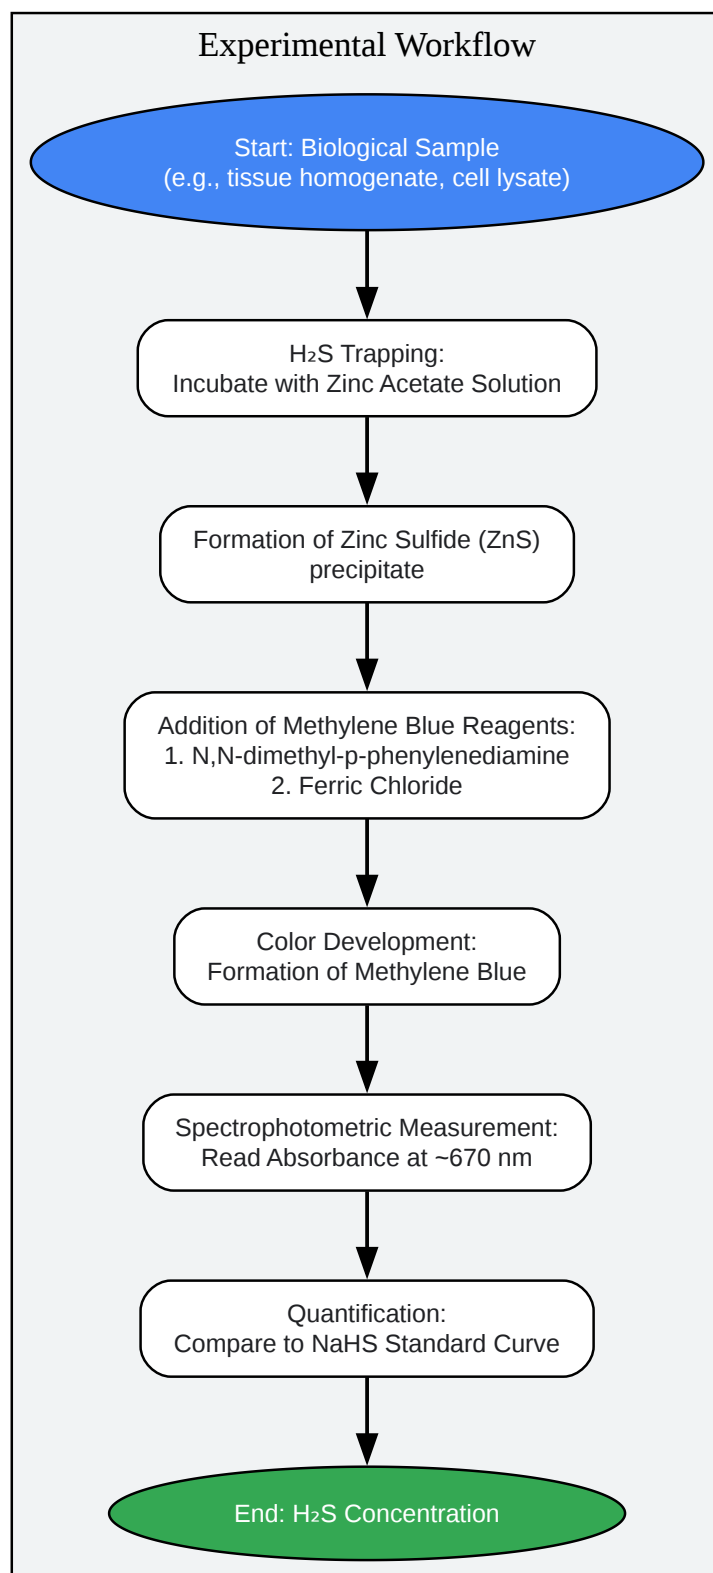 Experimental Workflow
Start: Biological Sample
(e.g., tissue homogenate, cell lysate)
H₂S Trapping:
Incubate with Zinc Acetate Solution
Formation of Zinc Sulfide (ZnS)
precipitate
Addition of Methylene Blue Reagents:
1. N,N-dimethyl-p-phenylenediamine
2. Ferric Chloride
Color Development:
Formation of Methylene Blue
Spectrophotometric Measurement:
Read Absorbance at ~670 nm
Quantification:
Compare to NaHS Standard Curve
End: H₂S Concentration